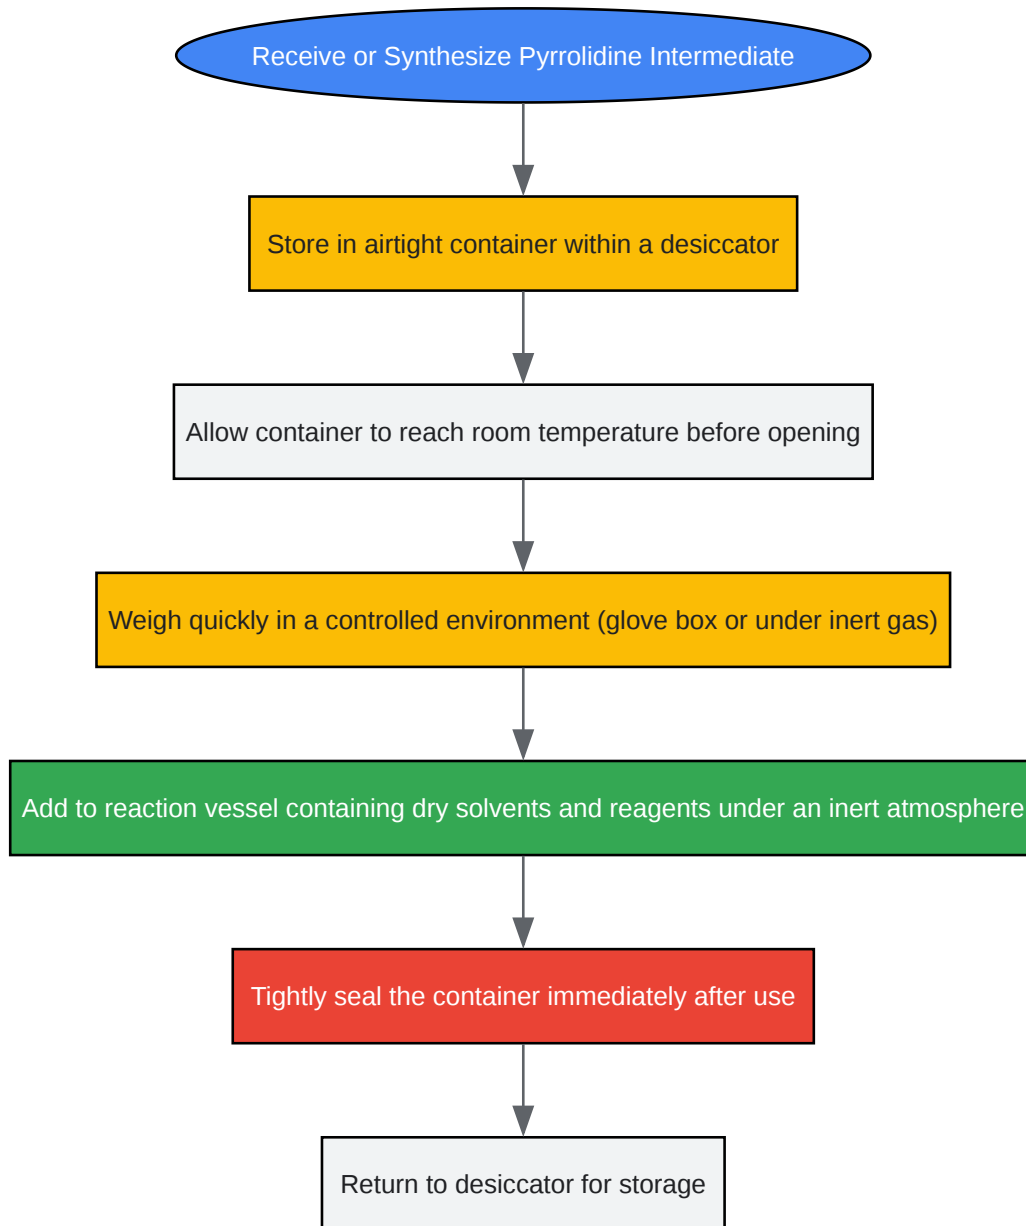 Receive or Synthesize Pyrrolidine Intermediate
Store in airtight container within a desiccator
Allow container to reach room temperature before opening
Weigh quickly in a controlled environment (glove box or under inert gas)
Add to reaction vessel containing dry solvents and reagents under an inert atmosphere
Tightly seal the container immediately after use
Return to desiccator for storage